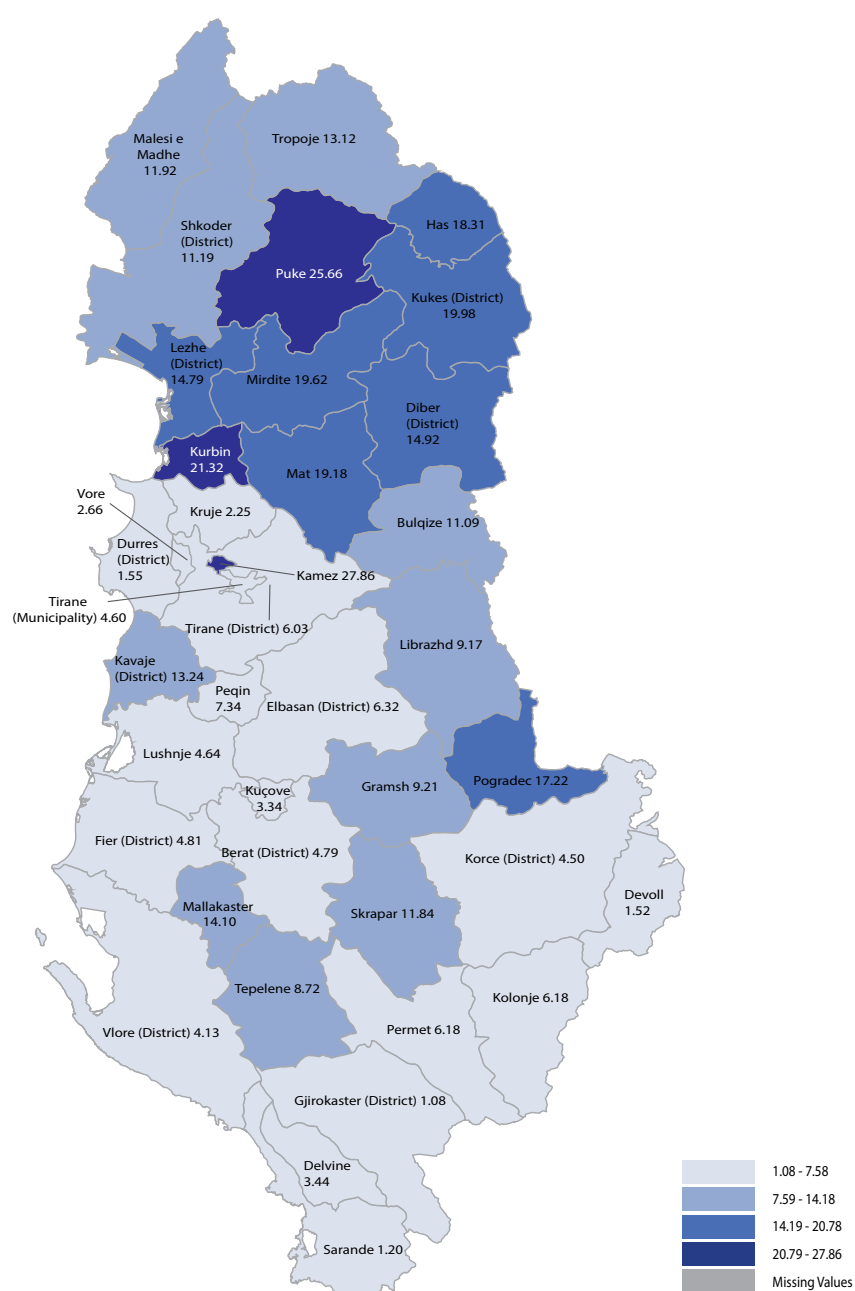 Malesi e
Madhe
11.92
Tropoje 13.12
Shkoder
(District)
11.19
Has 18.31
Puke 25.66
Kukes (District)
19.98
Lezhe
(District)
14.79
Mirdite 19.62
Diber
(District)
14.92
Kurbin
21.32
Mat 19.18
Vore
2.66
Kruje 2.25
Bulqize 11.09
Durres
(District)
1.55
Kamez 27.86
Tirane
(Municipality) 4.60
Tirane (District) 6.03
Librazhd 9.17
Kavaje
(District) 13.24
Peqin
7.34
Elbasan (District) 6.32
Lushnje 4.64
Pogradec 17.22
Gramsh 9.21
Kuçove
3.34
Fier (District) 4.81
Berat (District) 4.79
Korce (District) 4.50
Devoll
1.52
Mallakaster
14.10
Skrapar 11.84
Tepelene 8.72
Kolonje 6.18
Vlore (District) 4.13
Permet 6.18
Gjirokaster (District) 1.08
Delvine
3.44
Sarande 1.20
1.08 - 7.58
7.59 - 14.18
14.19 - 20.78
20.79 - 27.86
Missing Values